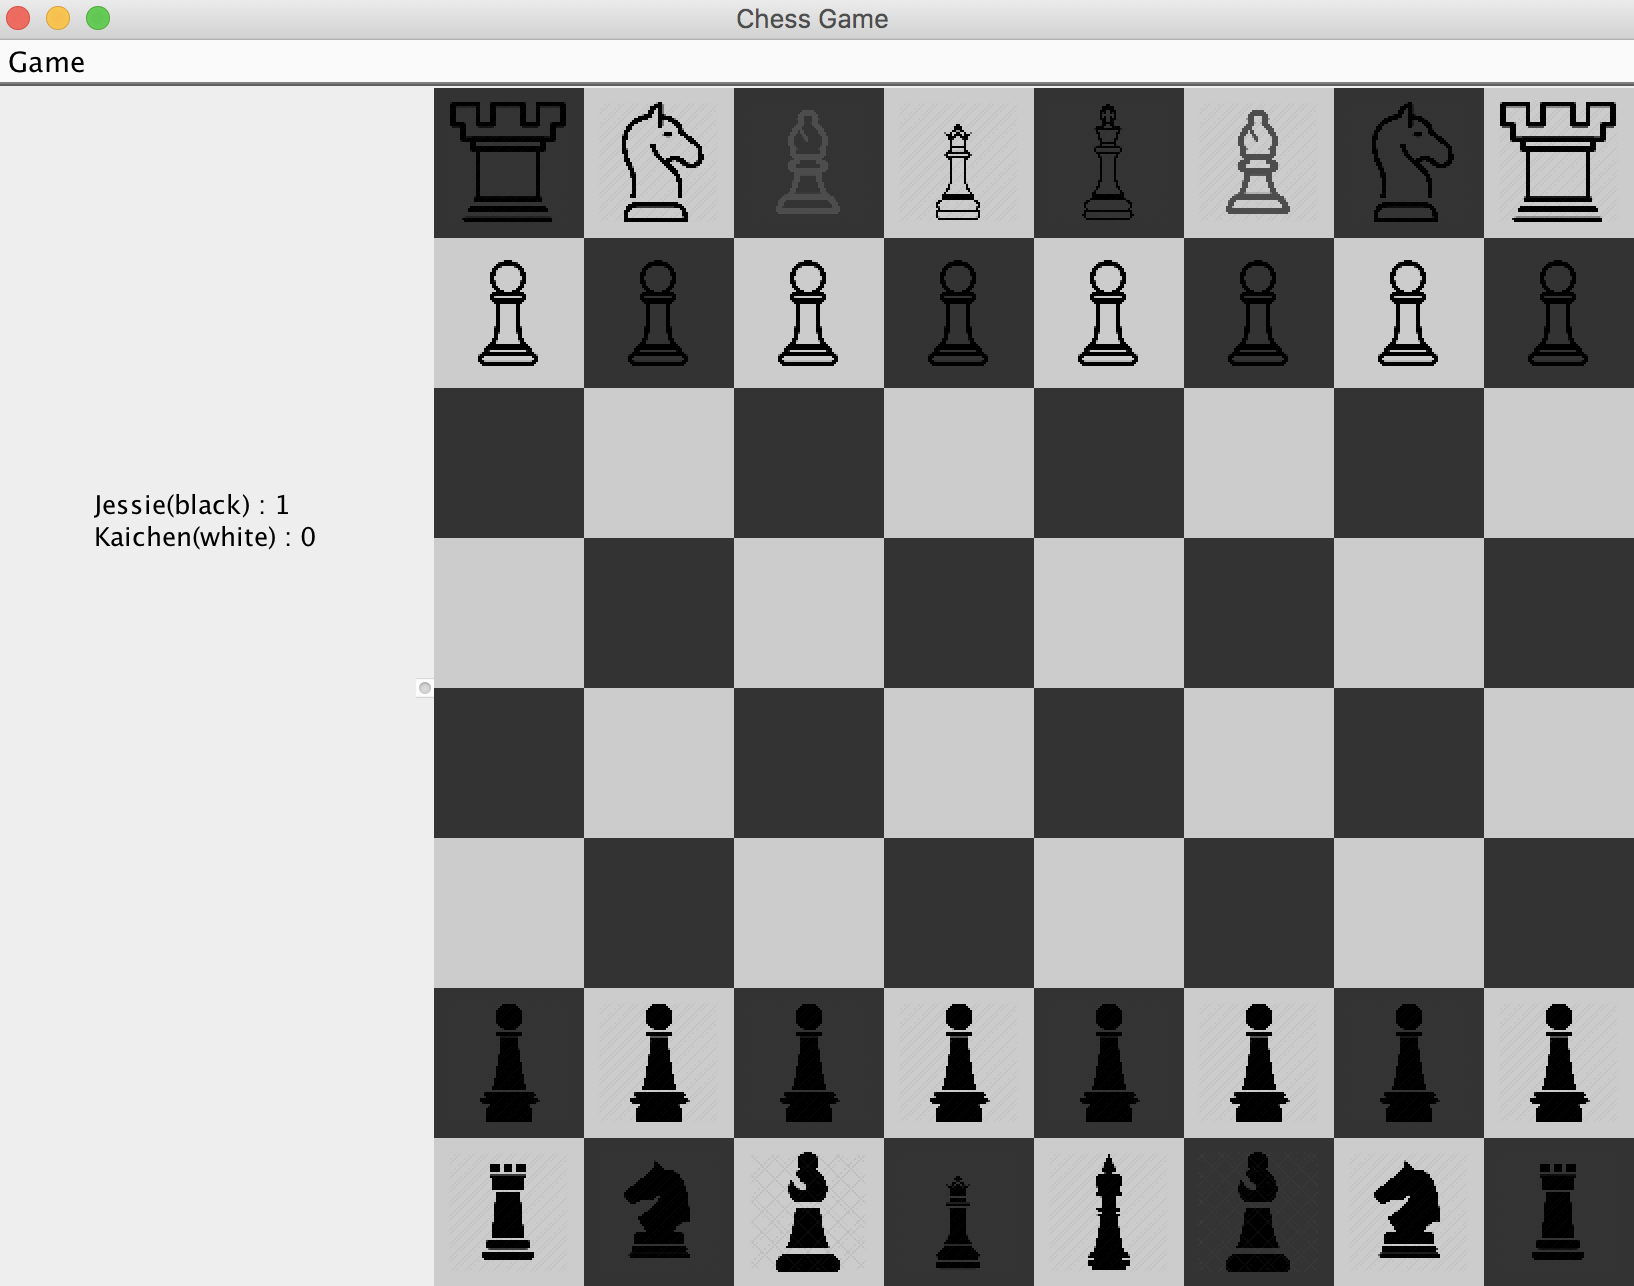 Chess Game
Game
Jessie(black) : 1
Kaichen(white) : 0